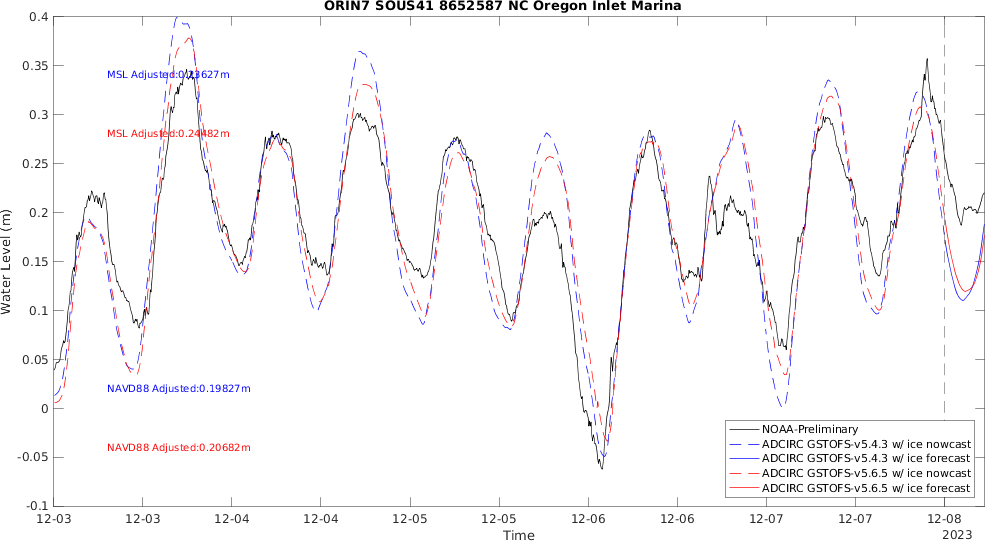 ORIN7 SOUS41 8652587 NC Oregon Inlet Marina
0.4
0.35
0.3
0.25
0.2
0.15
0.1
0.05
0
-0.05
-0.1
Water Level (m)
MSL Adjusted:0.23627m
MSL Adjusted:0.24482m
NAVD88 Adjusted:0.19827m
NAVD88 Adjusted:0.20682m
NOAA-Preliminary
ADCIRC GSTOFS-v5.4.3 w/ ice nowcast
ADCIRC GSTOFS-v5.4.3 w/ ice forecast
ADCIRC GSTOFS-v5.6.5 w/ ice nowcast
ADCIRC GSTOFS-v5.6.5 w/ ice forecast
12-03 12-03 12-04 12-04 12-05 12-05 12-06 12-06 12-07 12-07 12-08
2023
Time